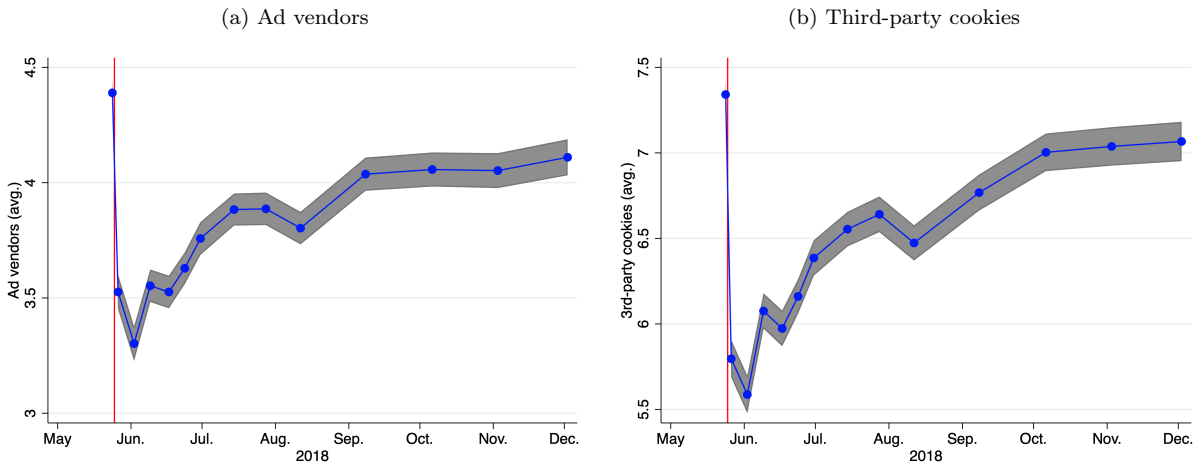 (a) Ad vendors
Ad vendors (avg.)
4.5
4
3.5
3
May Jun. Jul. Aug. Sep. Oct. Nov. Dec.
2018
(b) Third-party cookies
3rd-party cookies (avg.)
7.5
7
6.5
6
5.5
May Jun. Jul. Aug. Sep. Oct. Nov. Dec.
2018